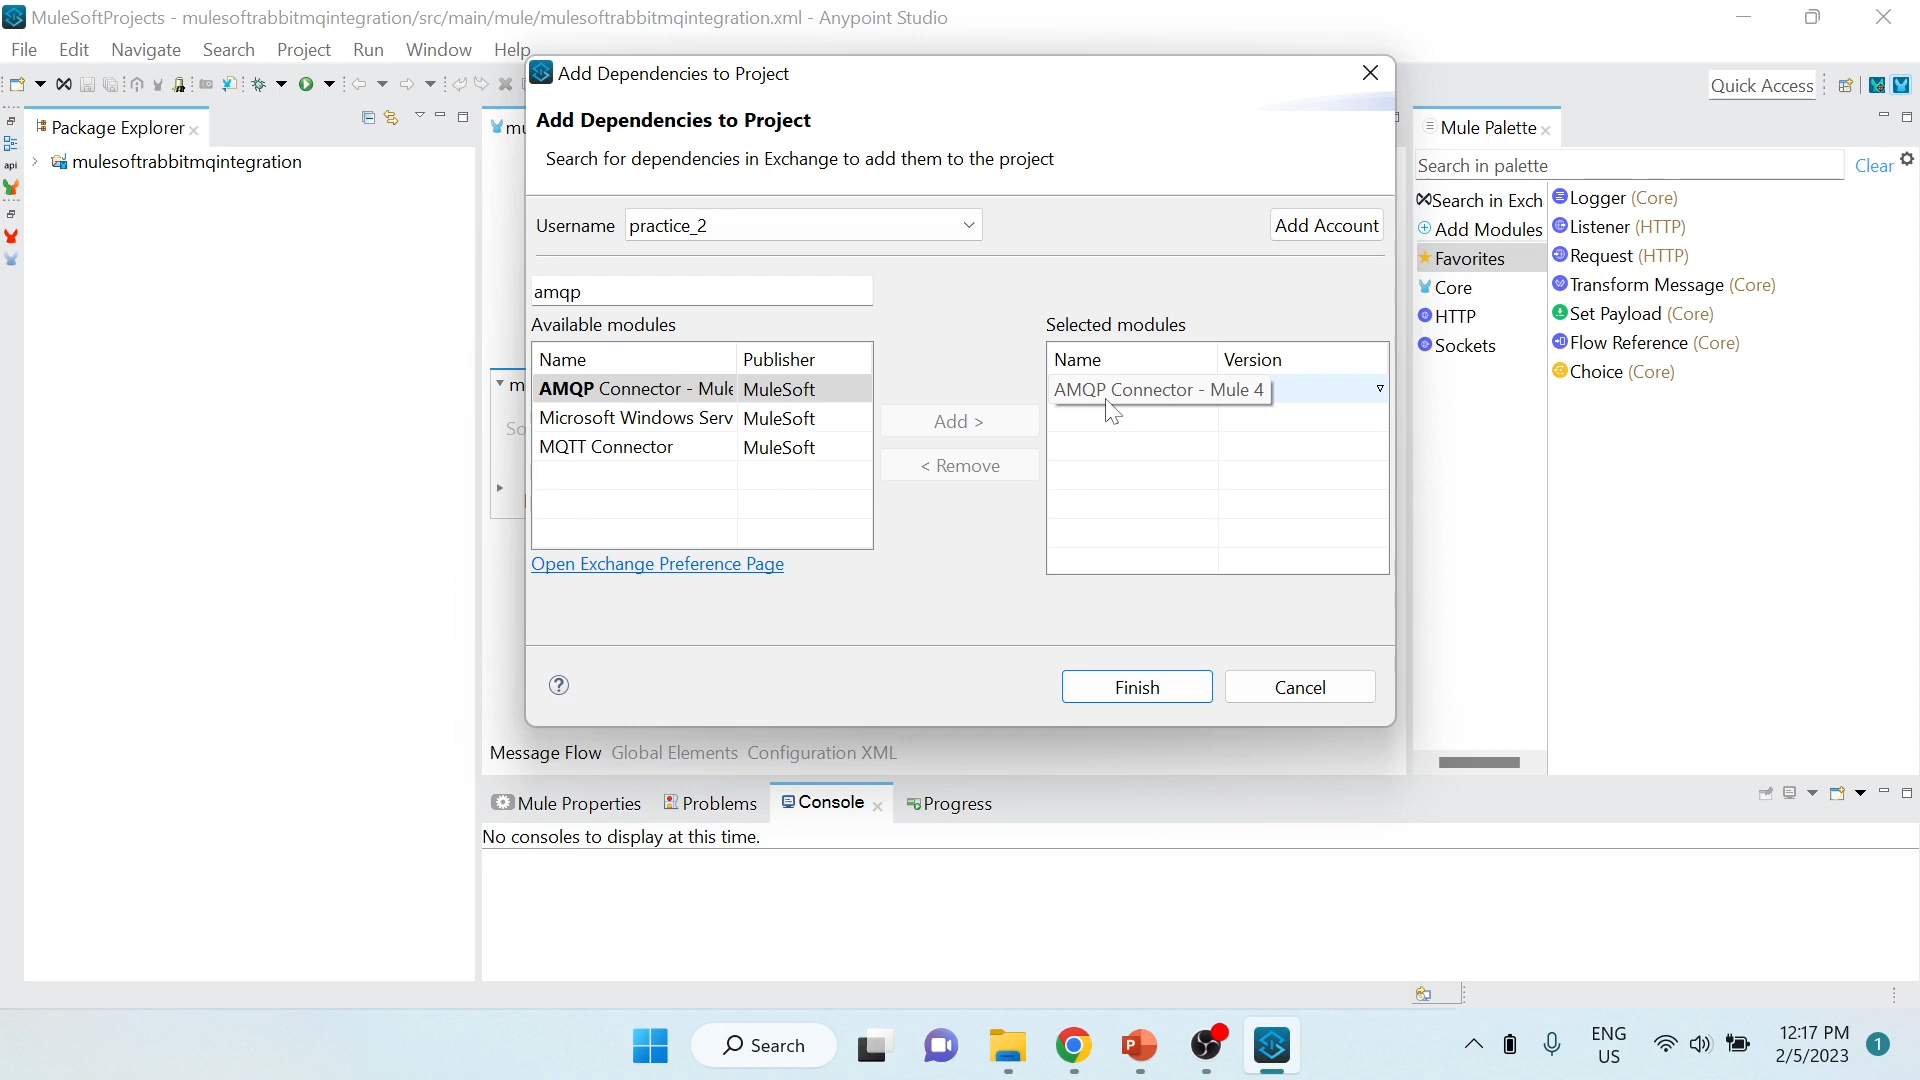 MuleSoftProjects - mulesoftrabbitmqintegration/src/main/mule/mulesoftrabbitmqintegration.xml - Anypoint Studio
File Edit Navigate Search Project Run Window Help
Quick Access
Package Explorer
mulesoftrabbitmqintegration
api
mu
m
So
Add Dependencies to Project
Add Dependencies to Project
Search for dependencies in Exchange to add them to the project
Username practice_2 Add Account
amqp
Available modules
Name Publisher
AMQP Connector - Mule MuleSoft
Microsoft Windows Serv MuleSoft
MQTT Connector MuleSoft
Open Exchange Preference Page
Add >
< Remove
Selected modules
Name Version
AMQP Connector - Mule 4
Finish Cancel
Mule Palette
Search in palette Clear
Search in Exch
Add Modules
Favorites
Core
HTTP
Sockets
Logger (Core)
Listener (HTTP)
Request (HTTP)
Transform Message (Core)
Set Payload (Core)
Flow Reference (Core)
Choice (Core)
Message Flow Global Elements Configuration XML
Mule Properties Problems Console Progress
No consoles to display at this time.
Search
ENG
US
12:17 PM
2/5/2023
1